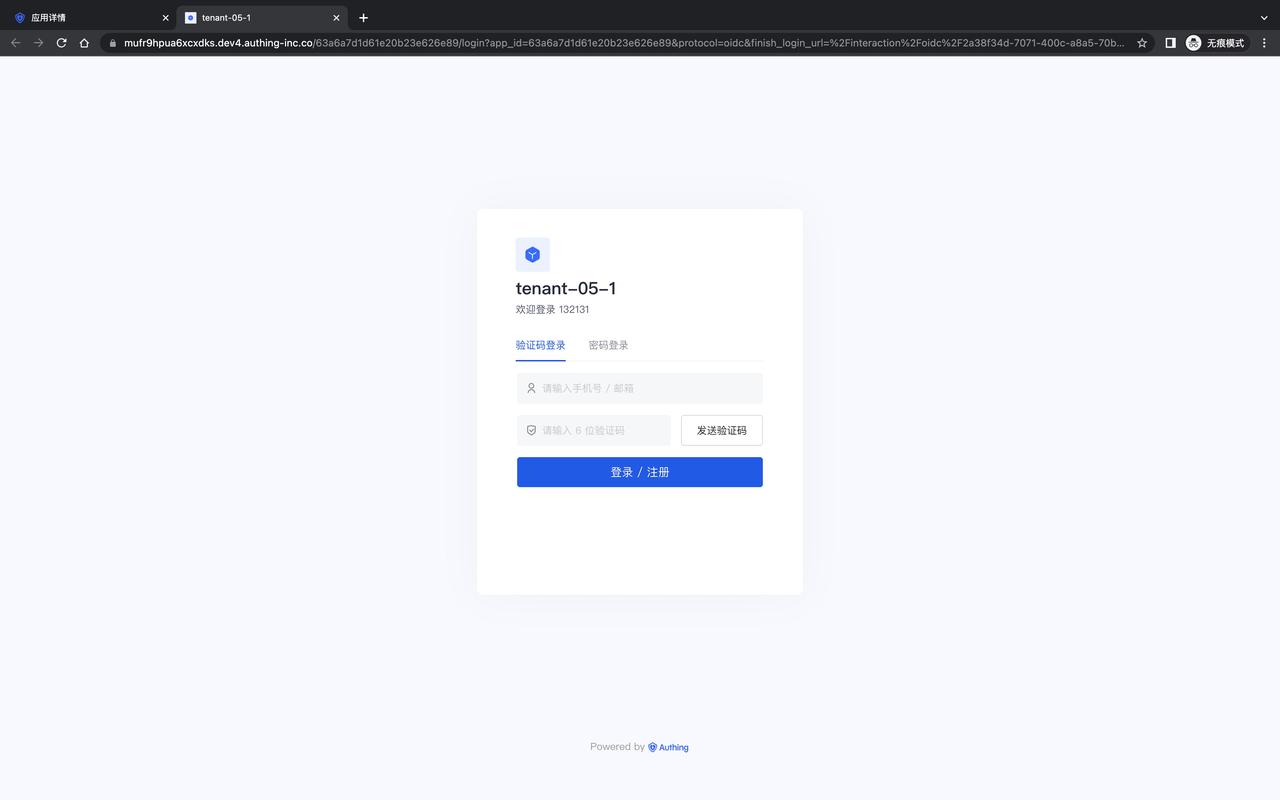 应用详情
tenant-05-1
mufr9hpua6xcxdks.dev4.authing-inc.co/63a6a7d1d61e20b23e626e89/login?app_id=63a6a7d1d61e20b23e626e89&protocol=oidc&finish_login_url=%2Finteraction%2Foidc%2F2a38f34d-7071-400c-a8a5-70b...
无痕模式
tenant-05-1
欢迎登录 132131
验证码登录 密码登录
请输入手机号 / 邮箱
请输入 6 位验证码 发送验证码
登录 / 注册
Powered by Authing